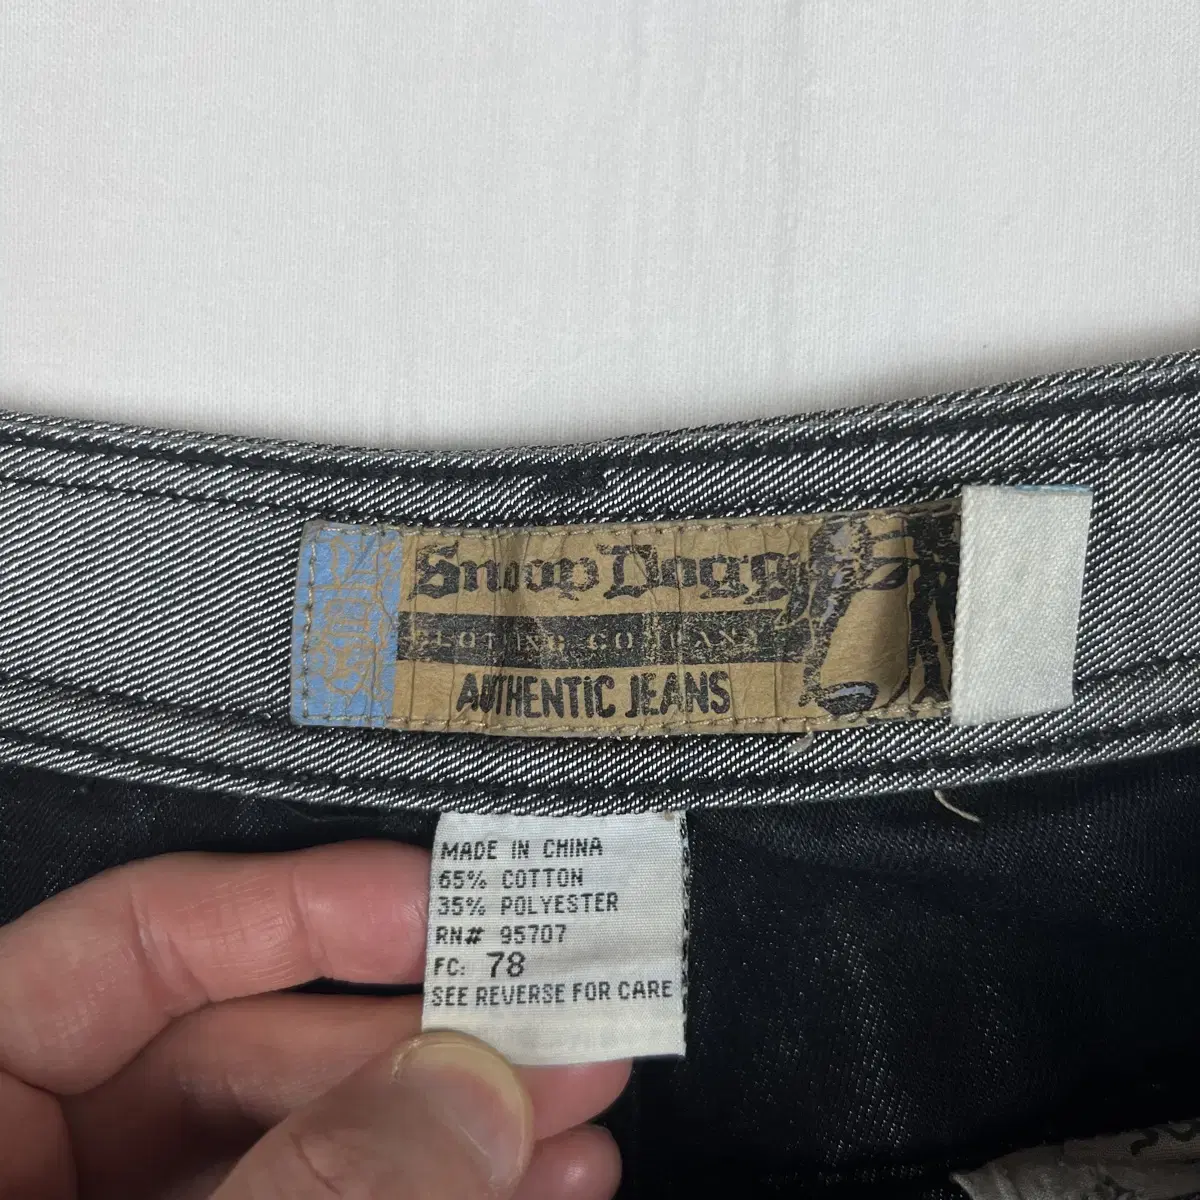 Snoop Dogg
CLOTHING COMPANY
AUTHENTIC JEANS
MADE IN CHINA
65% COTTON
35% POLYESTER
RN# 95707
FC: 78
SEE REVERSE FOR CARE